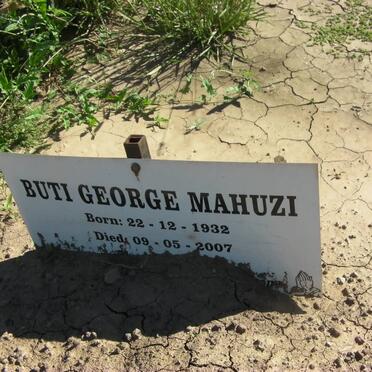 BUTI GEORGE MAHUZI
Born: 22 - 12 - 1932
Died: 09 - 05 - 2007